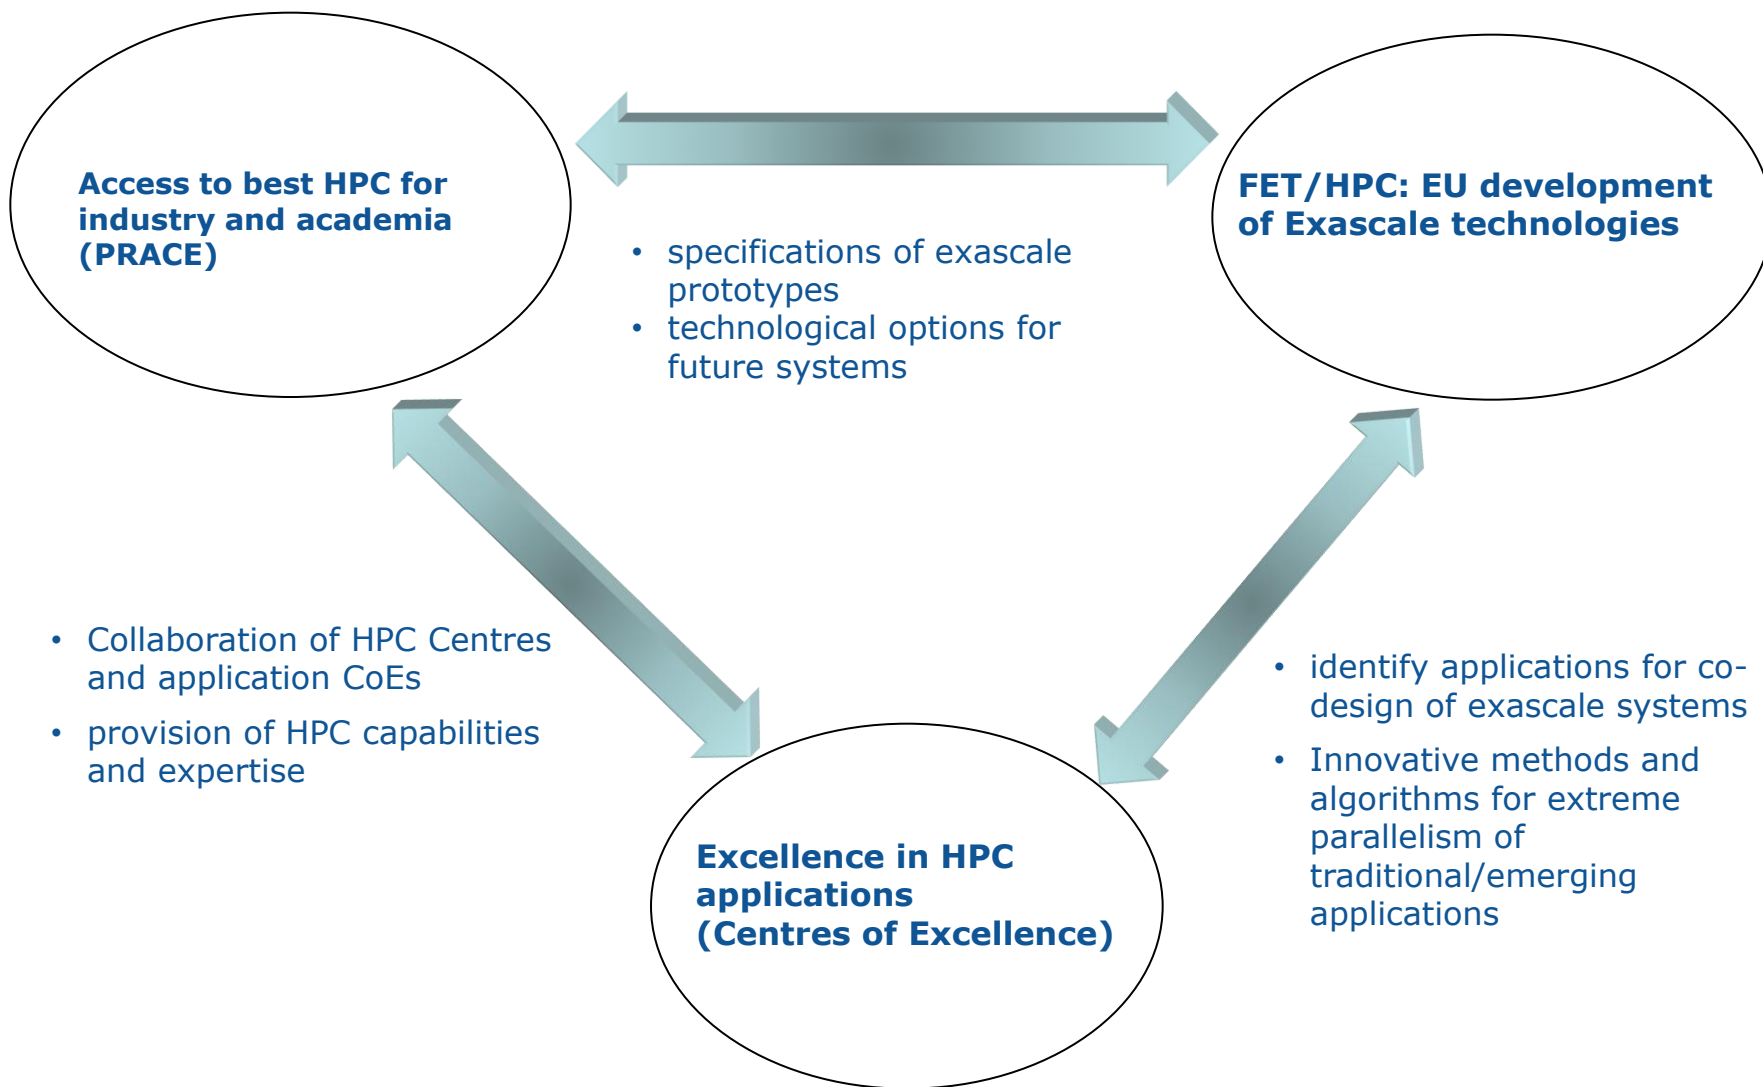 Access to best HPC for
industry and academia
(PRACE)
FET/HPC: EU development
of Exascale technologies
• specifications of exascale
prototypes
• technological options for
future systems
• Collaboration of HPC Centres
and application CoEs
• provision of HPC capabilities
and expertise
• identify applications for co-
design of exascale systems
• Innovative methods and
algorithms for extreme
parallelism of
traditional/emerging
applications
Excellence in HPC
applications
(Centres of Excellence)